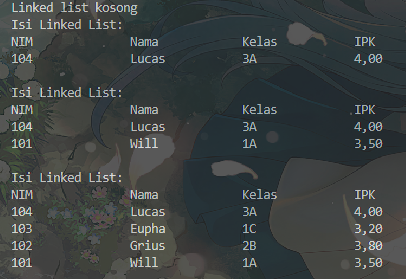 Linked list kosong
Isi Linked List:
NIM Nama Kelas IPK
104 Lucas 3A 4,00
Isi Linked List:
NIM Nama Kelas IPK
104 Lucas 3A 4,00
101 Will 1A 3,50
Isi Linked List:
NIM Nama Kelas IPK
104 Lucas 3A 4,00
103 Eupha 1C 3,20
102 Grius 2B 3,80
101 Will 1A 3,50